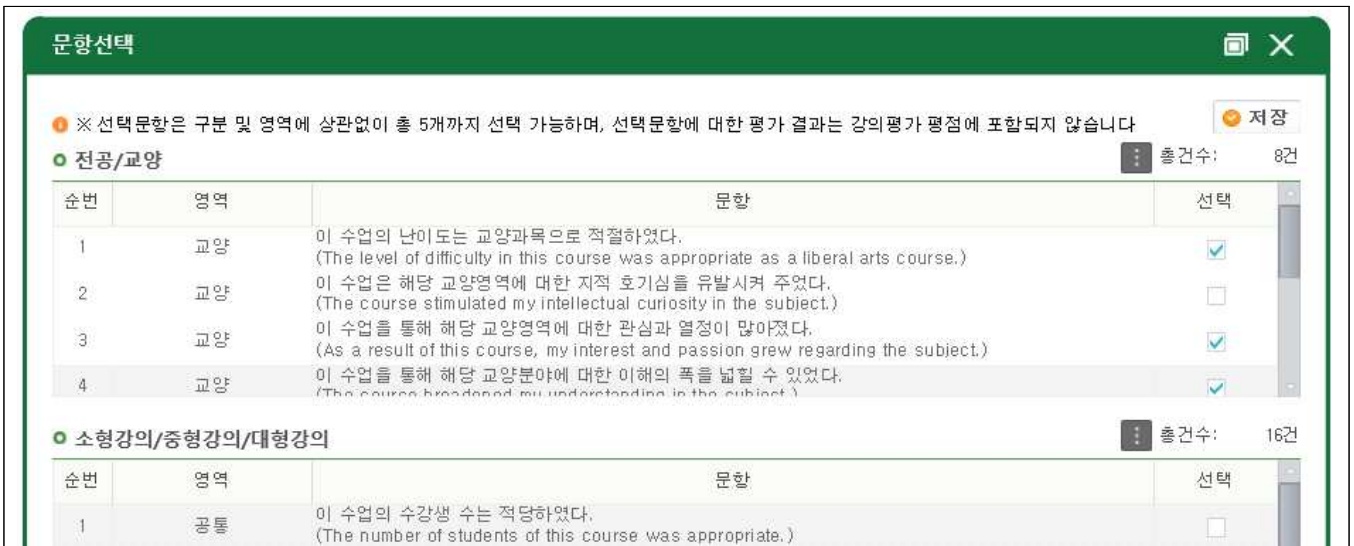 문항선택
※ 선택문항은 구분 및 영역에 상관없이 총 5개까지 선택 가능하며, 선택문항에 대한 평가 결과는 강의평가 평점에 포함되지 않습니다
저장
전공/교양
총건수: 8건
순번 영역 문항 선택
1 교양 이 수업의 난이도는 교양과목으로 적절하였다.
(The level of difficulty in this course was appropriate as a liberal arts course.)
2 교양 이 수업은 해당 교양영역에 대한 지적 호기심을 유발시켜 주었다.
(The course stimulated my intellectual curiosity in the subject.)
3 교양 이 수업을 통해 해당 교양영역에 대한 관심과 열정이 많아졌다.
(As a result of this course, my interest and passion grew regarding the subject.)
4 교양 이 수업을 통해 해당 교양분야에 대한 이해의 폭을 넓힐 수 있었다.
(The course broadened my understanding in the subject.)
소형강의/중형강의/대형강의
총건수: 16건
순번 영역 문항 선택
1 공통 이 수업의 수강생 수는 적당하였다.
(The number of students of this course was appropriate.)